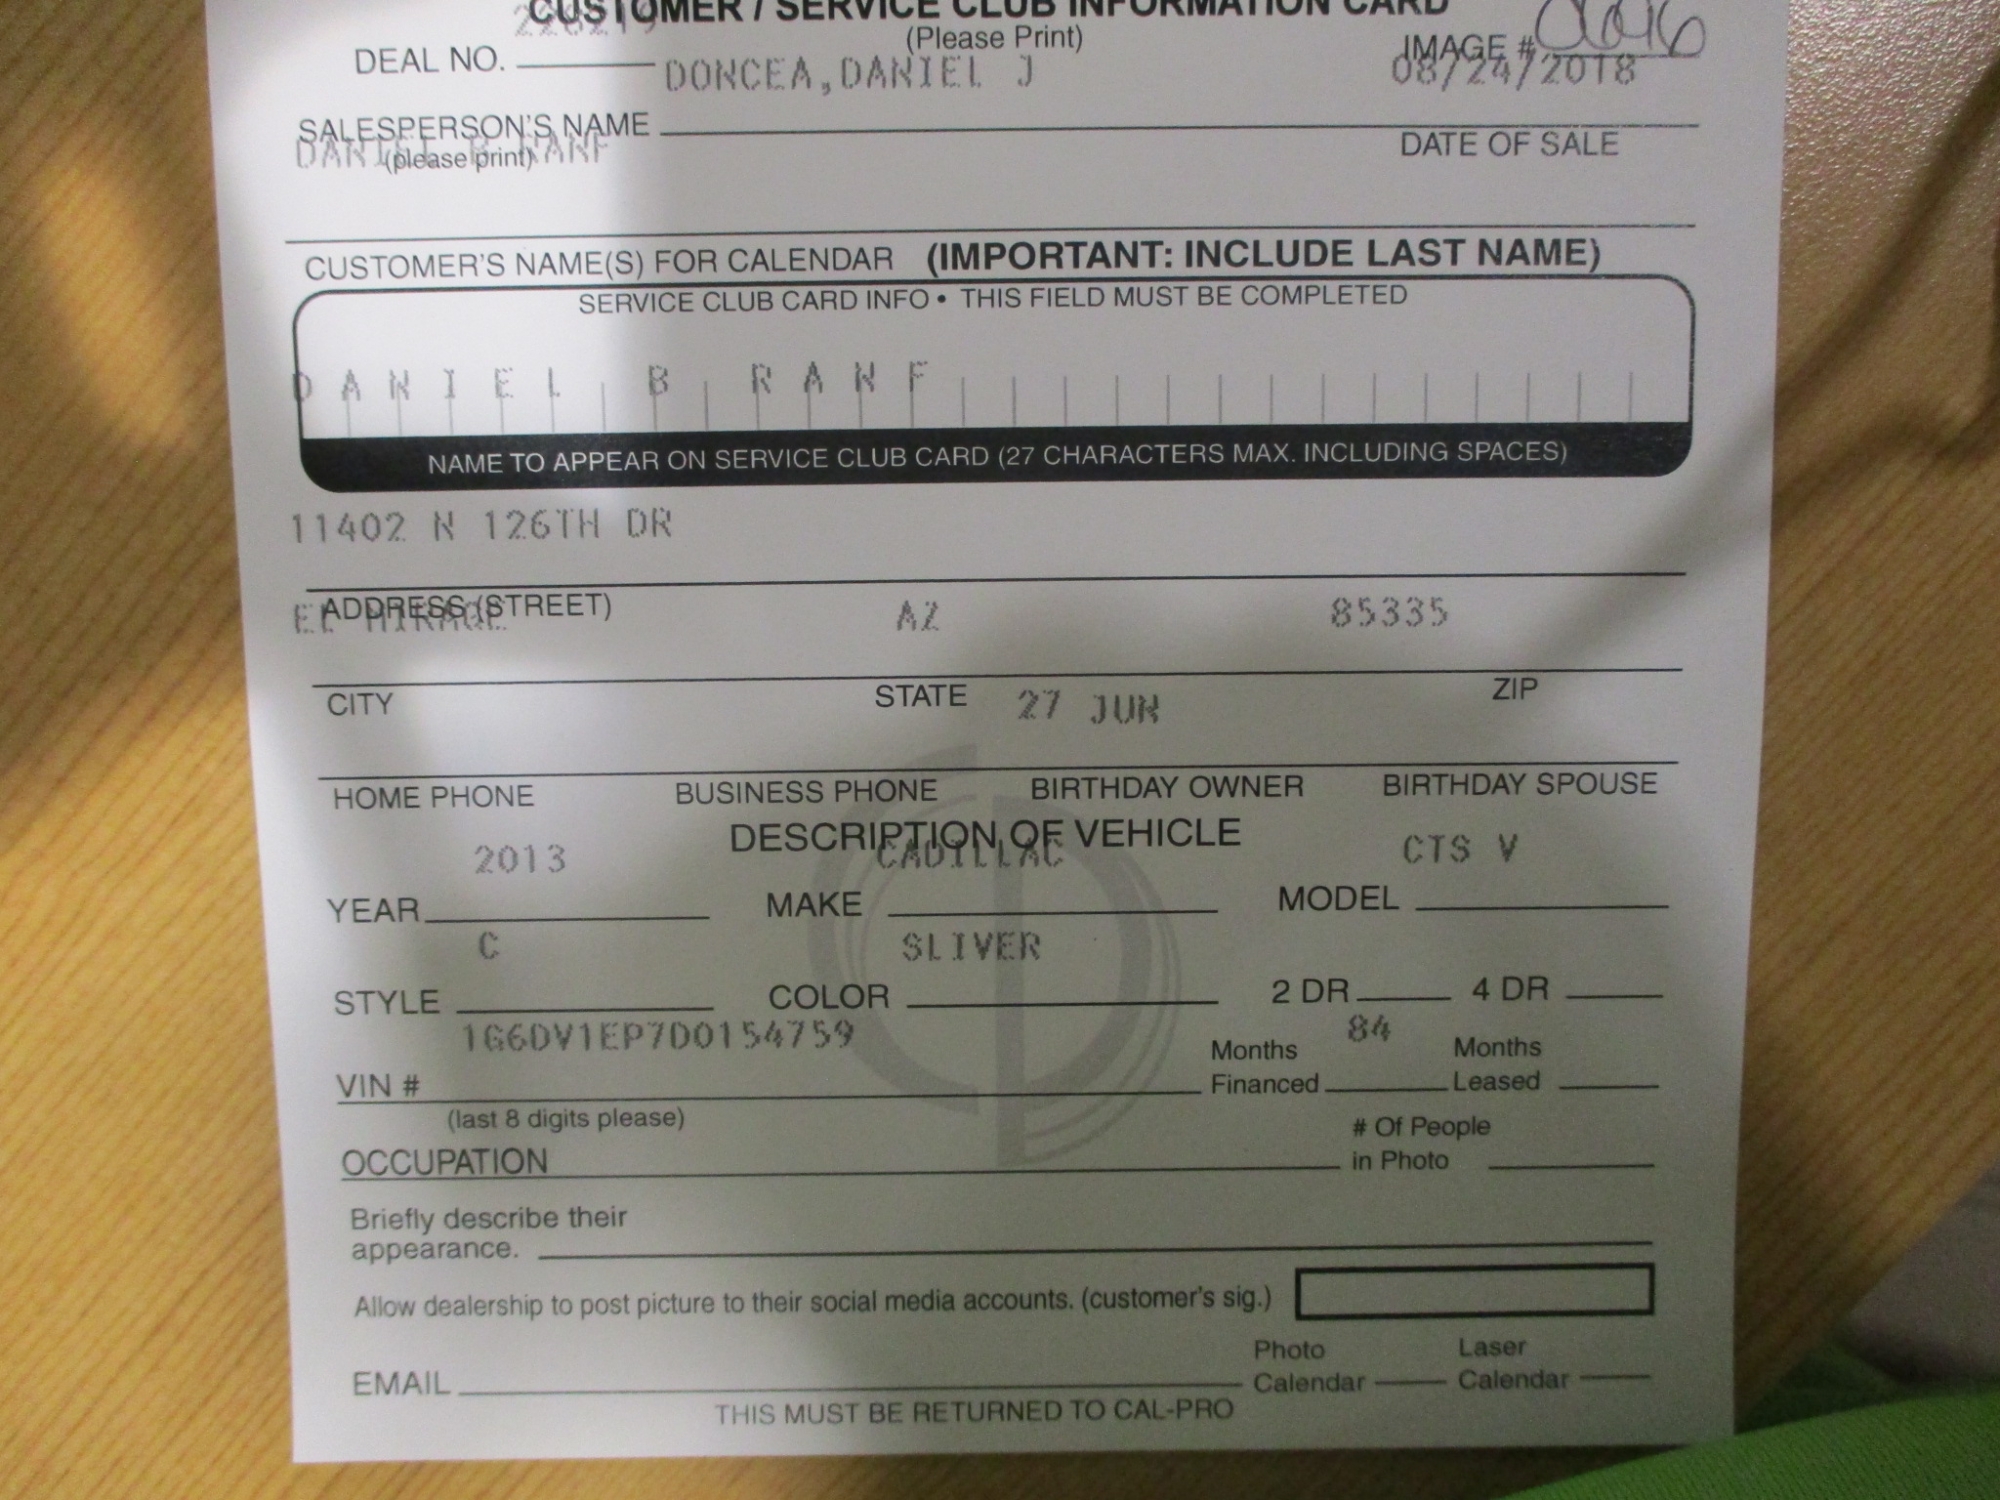 CUSTOMER / SERVICE CLUB INFORMATION CARD
(Please Print)
DEAL NO. IMAGE #
DONCEA,DANIEL J 08/24/2018
SALESPERSON'S NAME
(please print) DATE OF SALE
DANIEL B RANF
CUSTOMER'S NAME(S) FOR CALENDAR (IMPORTANT: INCLUDE LAST NAME)
SERVICE CLUB CARD INFO • THIS FIELD MUST BE COMPLETED
DANIEL B RANF
NAME TO APPEAR ON SERVICE CLUB CARD (27 CHARACTERS MAX. INCLUDING SPACES)
11402 N 126TH DR
ADDRESS (STREET)
EL MIRAGE AZ 85335
CITY STATE ZIP
27 JUN
HOME PHONE BUSINESS PHONE BIRTHDAY OWNER BIRTHDAY SPOUSE
DESCRIPTION OF VEHICLE
2013 CADILLAC CTS V
YEAR MAKE MODEL
C SLIVER
STYLE COLOR 2 DR 4 DR
1G6DV1EP7D0154759 84
VIN # Months Financed Months Leased
(last 8 digits please)
OCCUPATION # Of People in Photo
Briefly describe their
appearance.
Allow dealership to post picture to their social media accounts. (customer's sig.)
EMAIL Photo Calendar Laser Calendar
THIS MUST BE RETURNED TO CAL-PRO